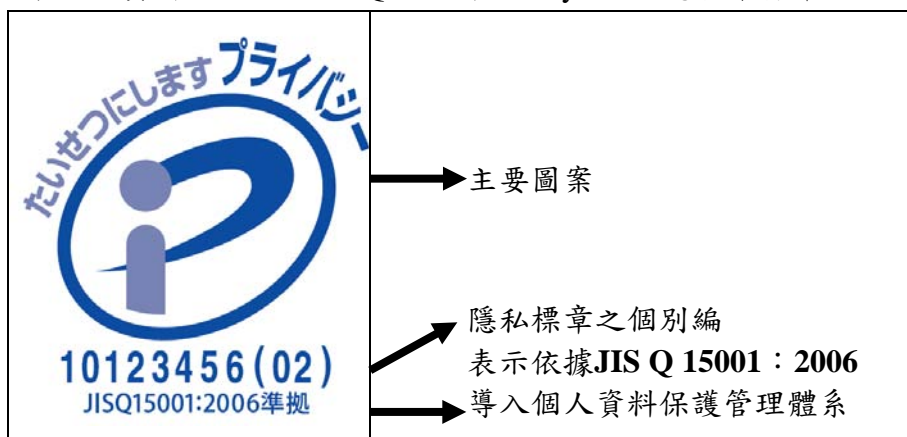 たいせつにしますプライバシー
主要圖案
隱私標章之個別編
10123456(02)
表示依據JIS Q 15001：2006
JISQ15001:2006準拠
導入個人資料保護管理體系